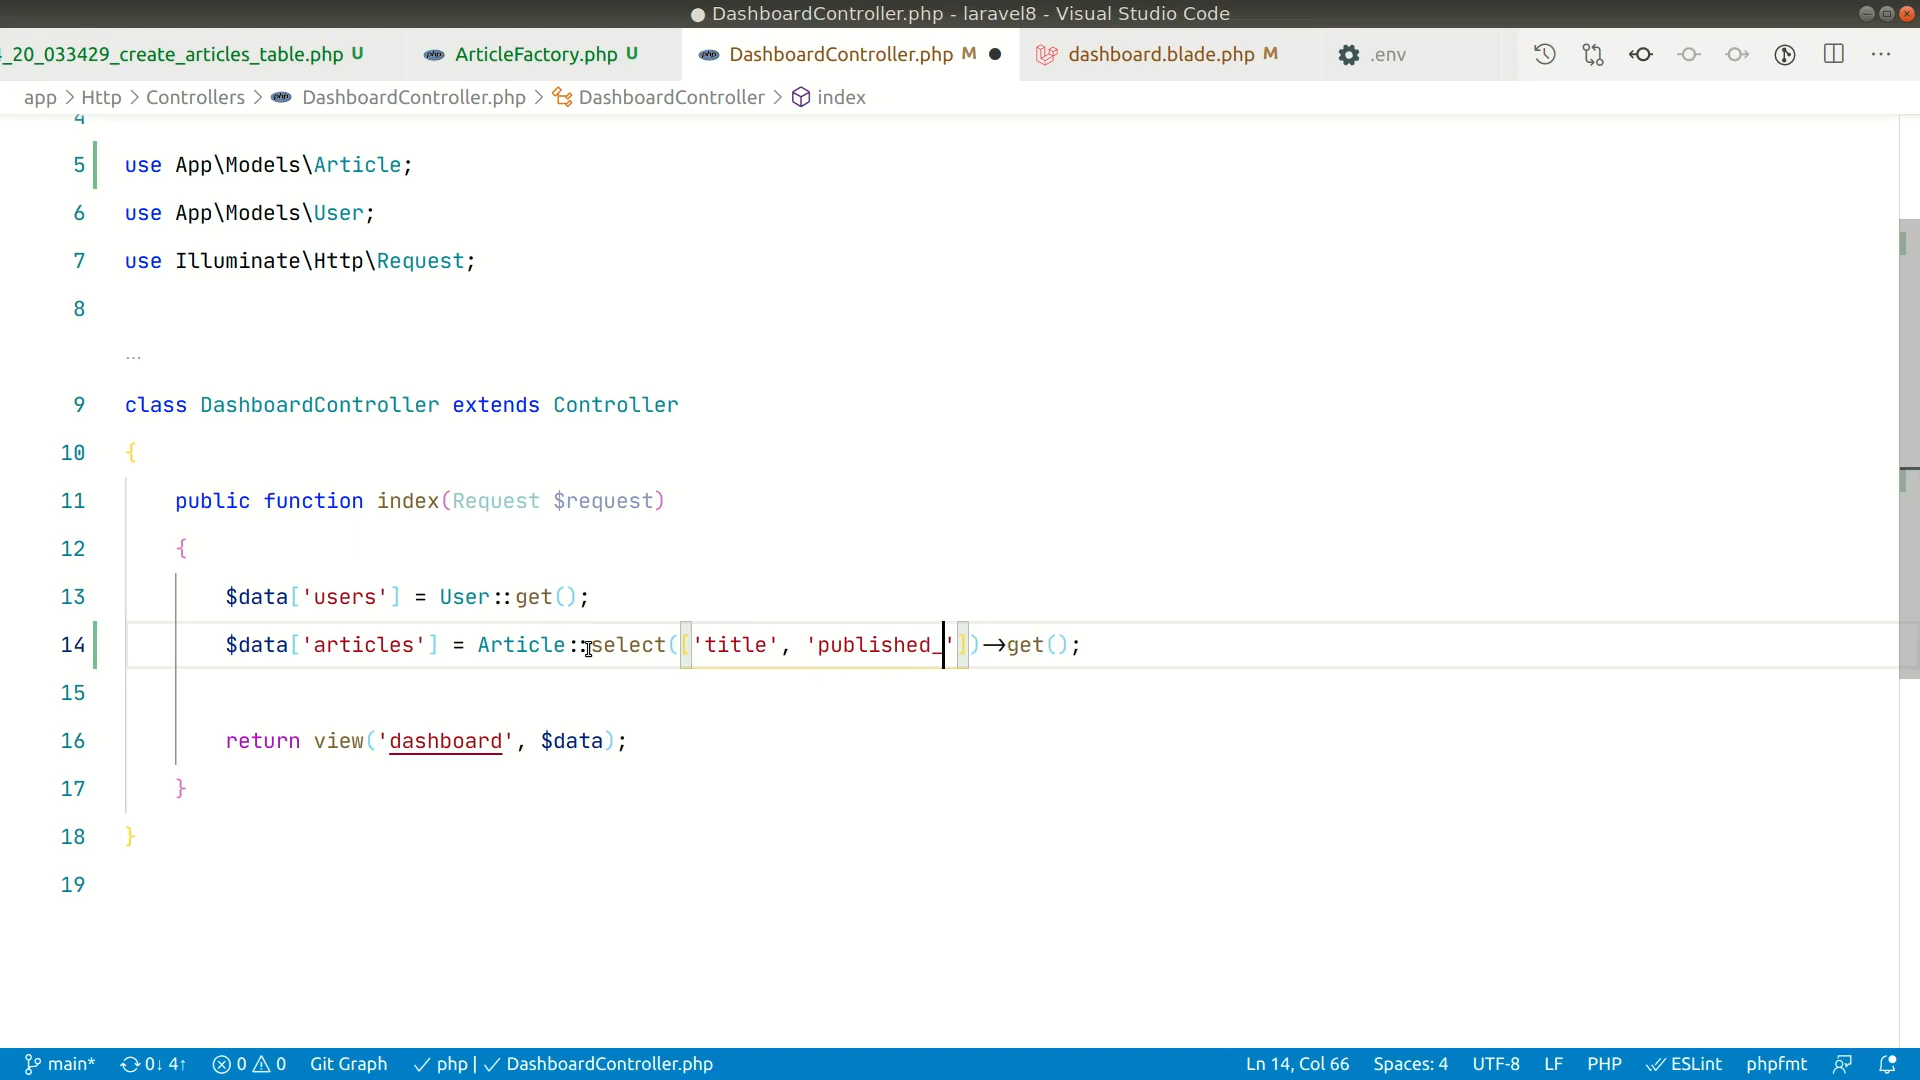 DashboardController.php - laravel8 - Visual Studio Code
_20_033429_create_articles_table.php U ArticleFactory.php U DashboardController.php M dashboard.blade.php M .env
app > Http > Controllers > DashboardController.php > DashboardController > index
4
5 use App\Models\Article;
6 use App\Models\User;
7 use Illuminate\Http\Request;
8
...
9 class DashboardController extends Controller
10 {
11 public function index(Request $request)
12 {
13 $data['users'] = User::get();
14 $data['articles'] = Article::select(['title', 'published_'])->get();
15
16 return view('dashboard', $data);
17 }
18 }
19
main* 0↓ 4↑ 0 0 Git Graph ✓ php | ✓ DashboardController.php Ln 14, Col 66 Spaces: 4 UTF-8 LF PHP ESLint phpfmt